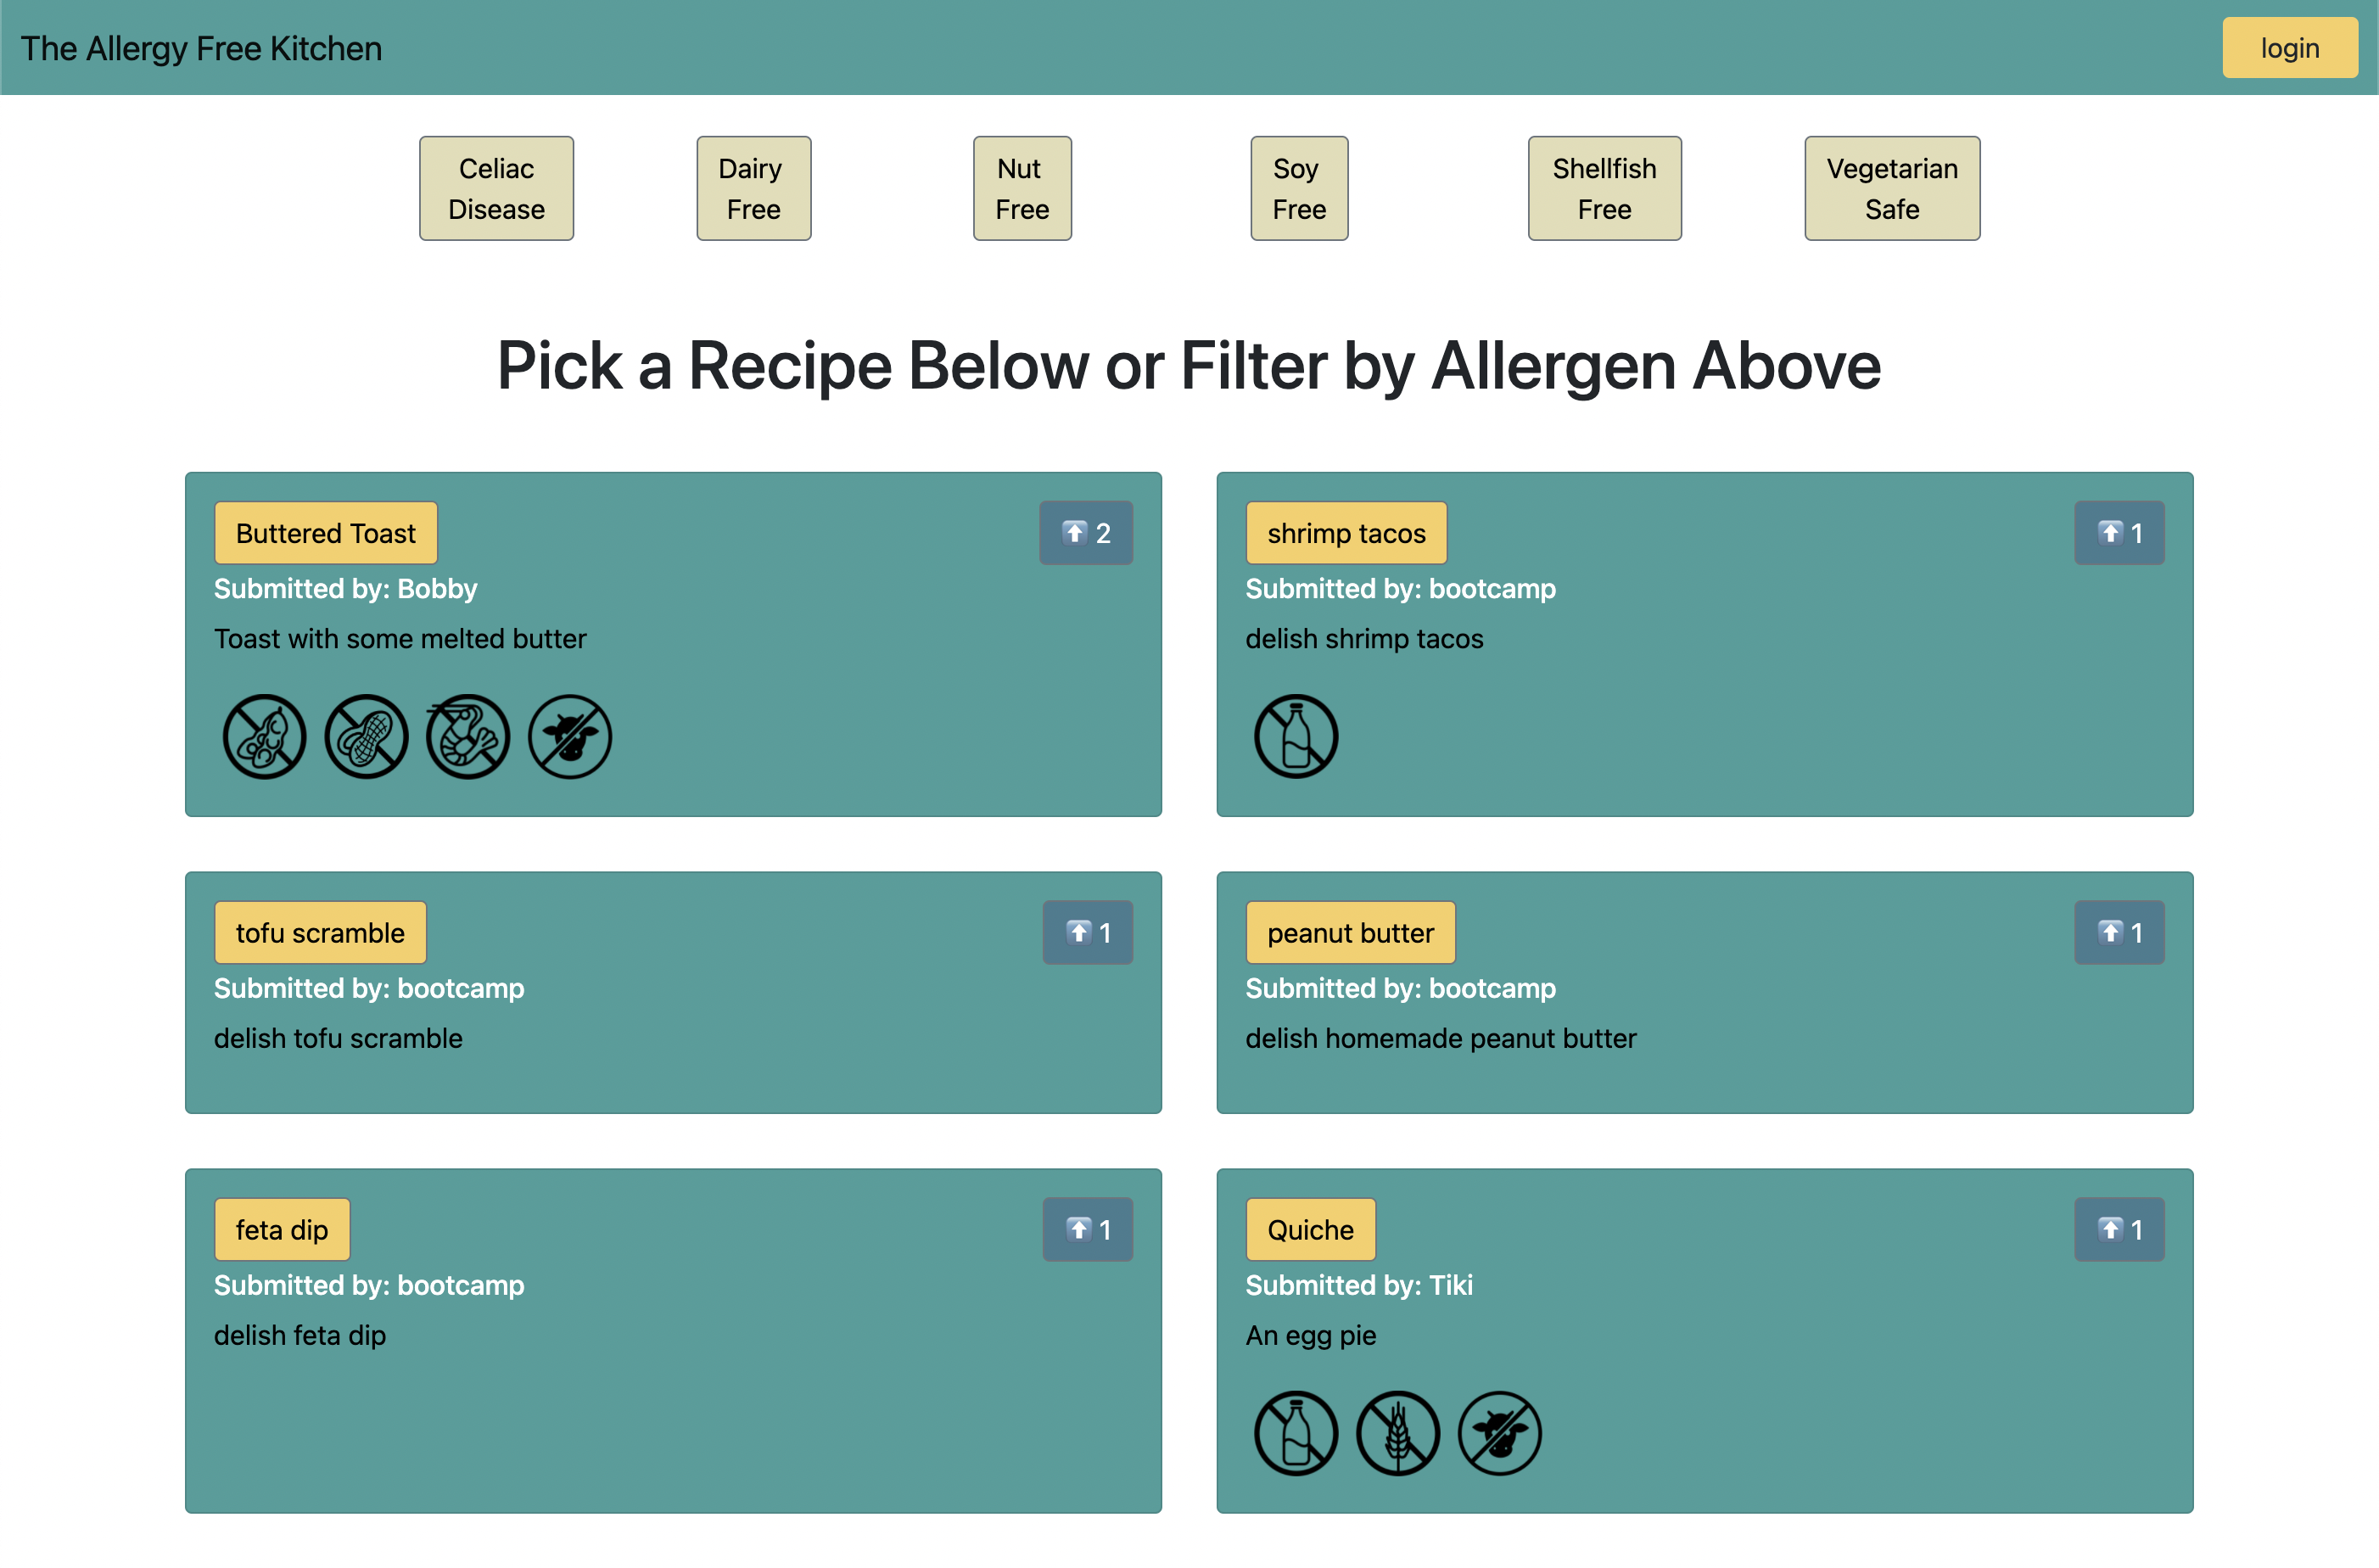 The Allergy Free Kitchen
login
Celiac
Disease
Dairy
Free
Nut
Free
Soy
Free
Shellfish
Free
Vegetarian
Safe
Pick a Recipe Below or Filter by Allergen Above
Buttered Toast
2
Submitted by: Bobby
Toast with some melted butter
shrimp tacos
1
Submitted by: bootcamp
delish shrimp tacos
tofu scramble
1
Submitted by: bootcamp
delish tofu scramble
peanut butter
1
Submitted by: bootcamp
delish homemade peanut butter
feta dip
1
Submitted by: bootcamp
delish feta dip
Quiche
1
Submitted by: Tiki
An egg pie